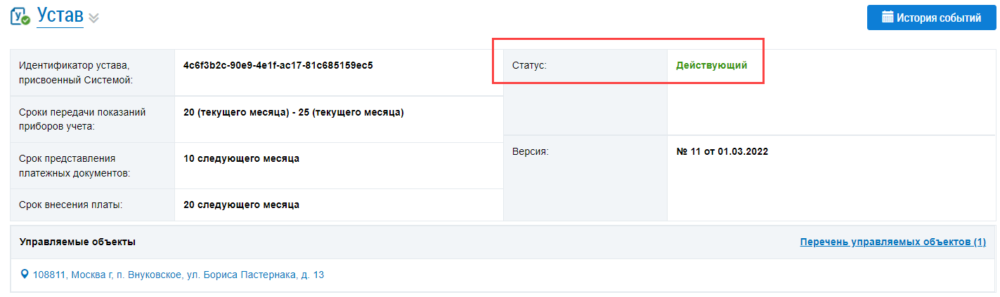 Устав
История событий
Идентификатор устава,
присвоенный Системой:
4c6f3b2c-90e9-4e1f-ac17-81c685159ec5
Статус:
Действующий
Сроки передачи показаний
приборов учета:
20 (текущего месяца) - 25 (текущего месяца)
Срок представления
платежных документов:
10 следующего месяца
Версия:
№ 11 от 01.03.2022
Срок внесения платы:
20 следующего месяца
Управляемые объекты
Перечень управляемых объектов (1)
108811, Москва г, п. Внуковское, ул. Бориса Пастернака, д. 13